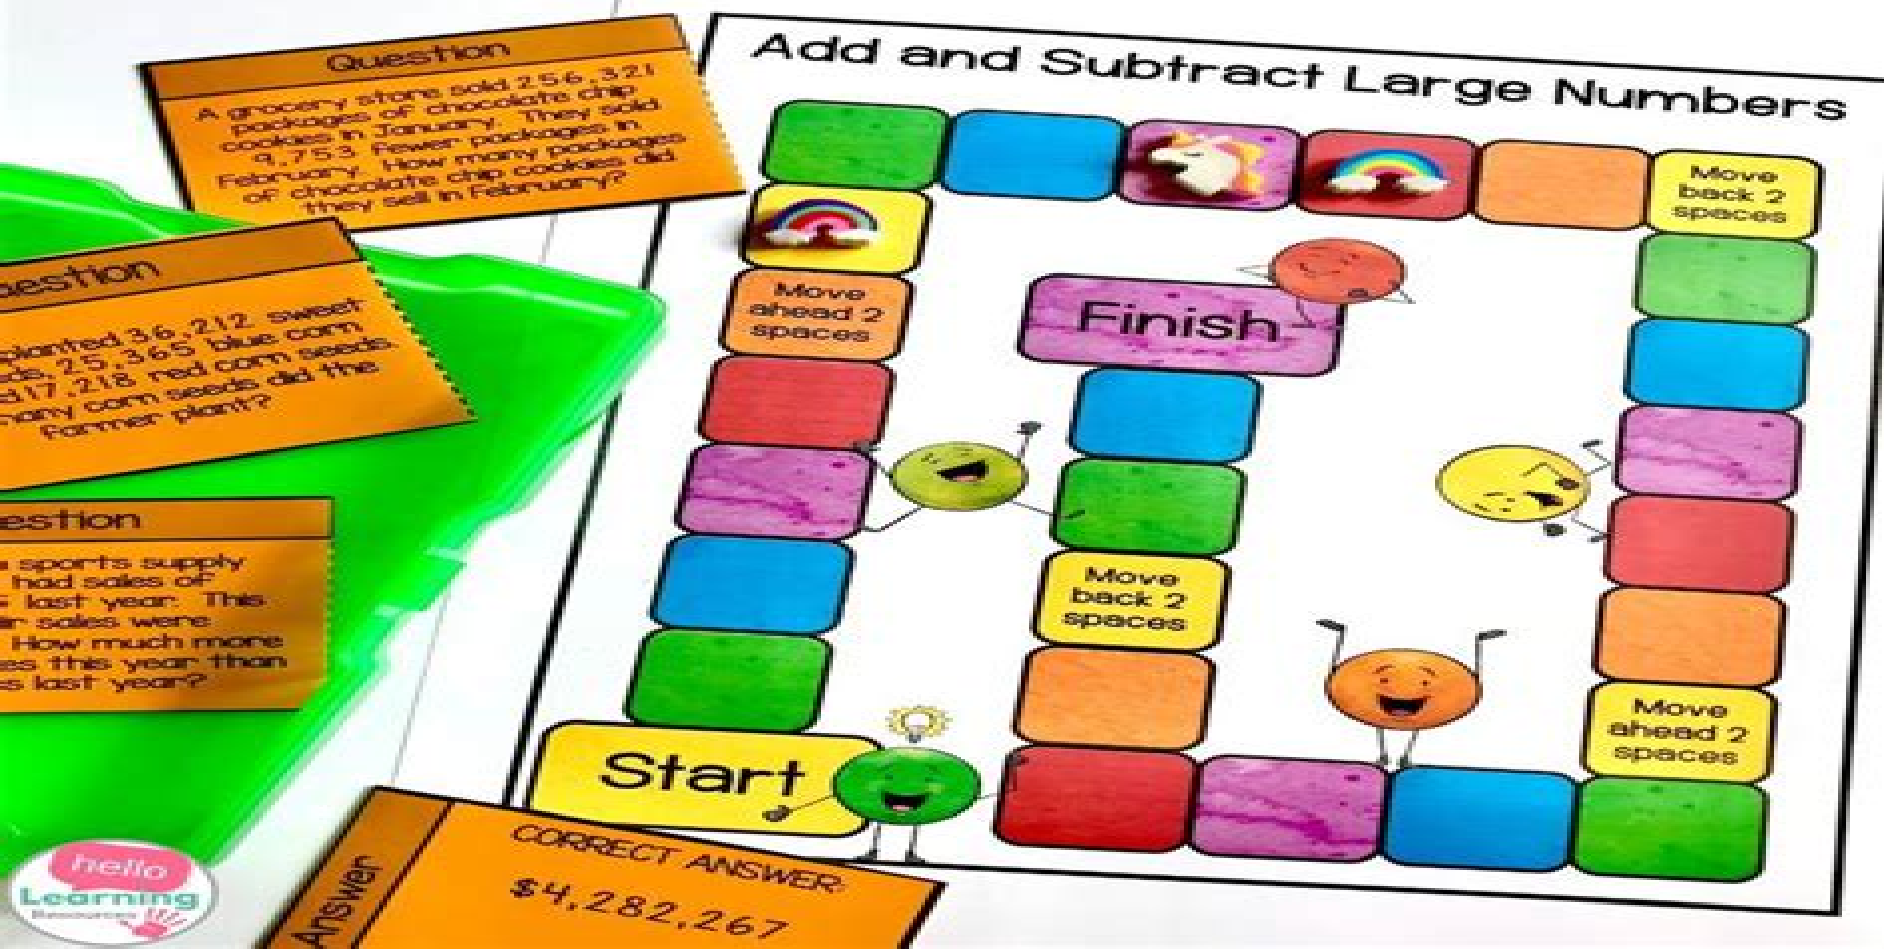 Question
A grocery store sold 256,321
packages of chocolate chip
cookies in January. They sold
9,753 fewer packages in
February. How many packages
of chocolate chip cookies did
they sell in February?
planted 36,212 sweet
25,365 blue corn
17,218 red corn seeds.
corn seeds did the
farmer plant?
sports supply
had sales of
last year. This
sales were
How much more
this year than
last year?
Add and Subtract Large Numbers
Move
back 2
spaces
Move
ahead 2
spaces
Finish
Move
back 2
spaces
Move
ahead 2
spaces
Start
Answer
CORRECT ANSWER:
$4,282,267
hello
Learning
Resources